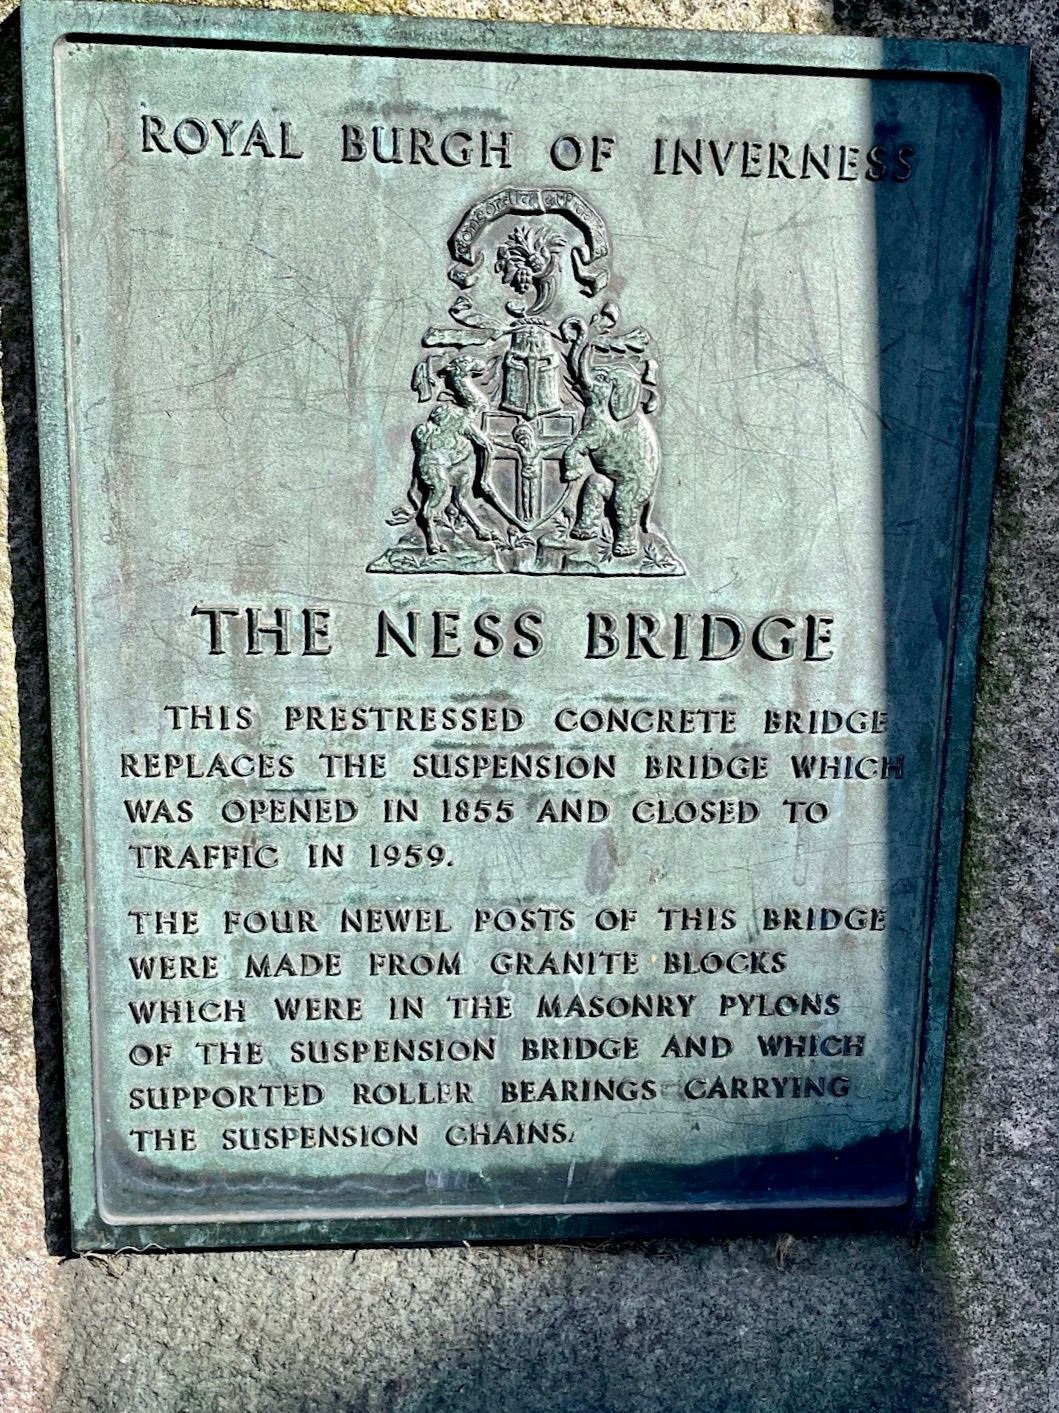 ROYAL BURGH OF INVERNESS
THE NESS BRIDGE
THIS PRESTRESSED CONCRETE BRIDGE
REPLACES THE SUSPENSION BRIDGE WHICH
WAS OPENED IN 1855 AND CLOSED TO
TRAFFIC IN 1959.
THE FOUR NEWEL POSTS OF THIS BRIDGE
WERE MADE FROM GRANITE BLOCKS
WHICH WERE IN THE MASONRY PYLONS
OF THE SUSPENSION BRIDGE AND WHICH
SUPPORTED ROLLER BEARINGS CARRYING
THE SUSPENSION CHAINS.